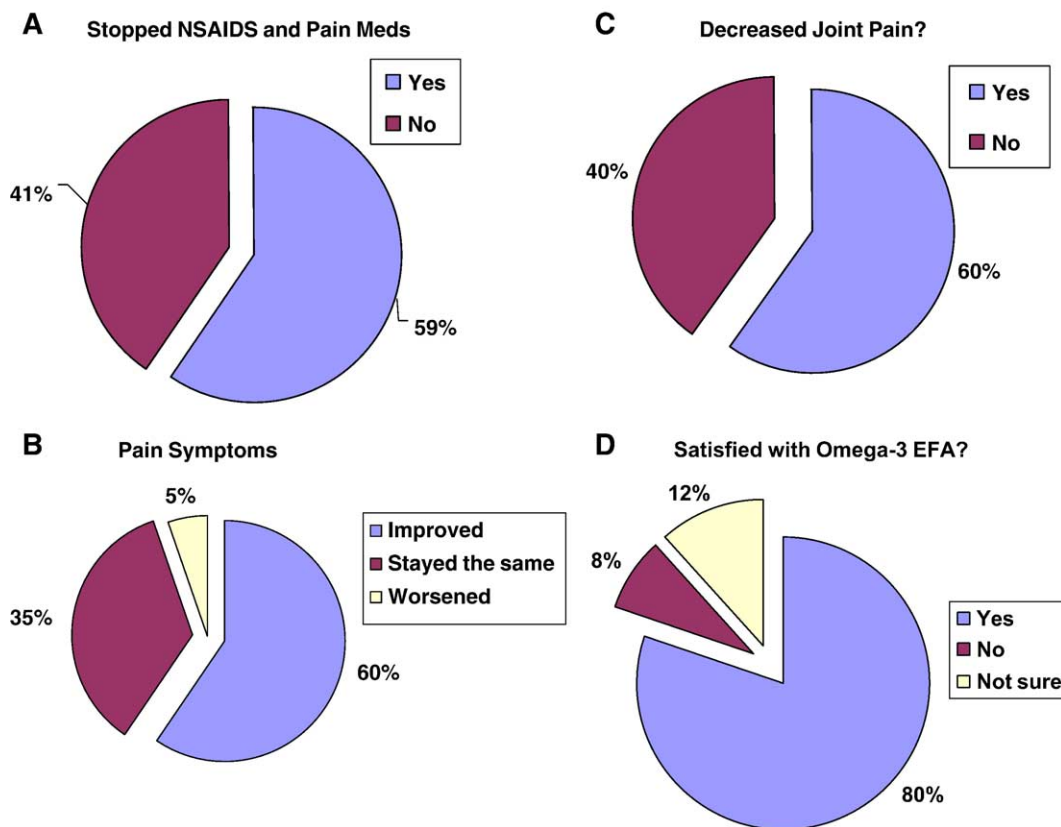 A
Stopped NSAIDS and Pain Meds
Yes
No
41%
59%
B
Pain Symptoms
5%
35%
60%
Improved
Stayed the same
Worsened
C
Decreased Joint Pain?
Yes
No
40%
60%
D
Satisfied with Omega-3 EFA?
12%
8%
80%
Yes
No
Not sure